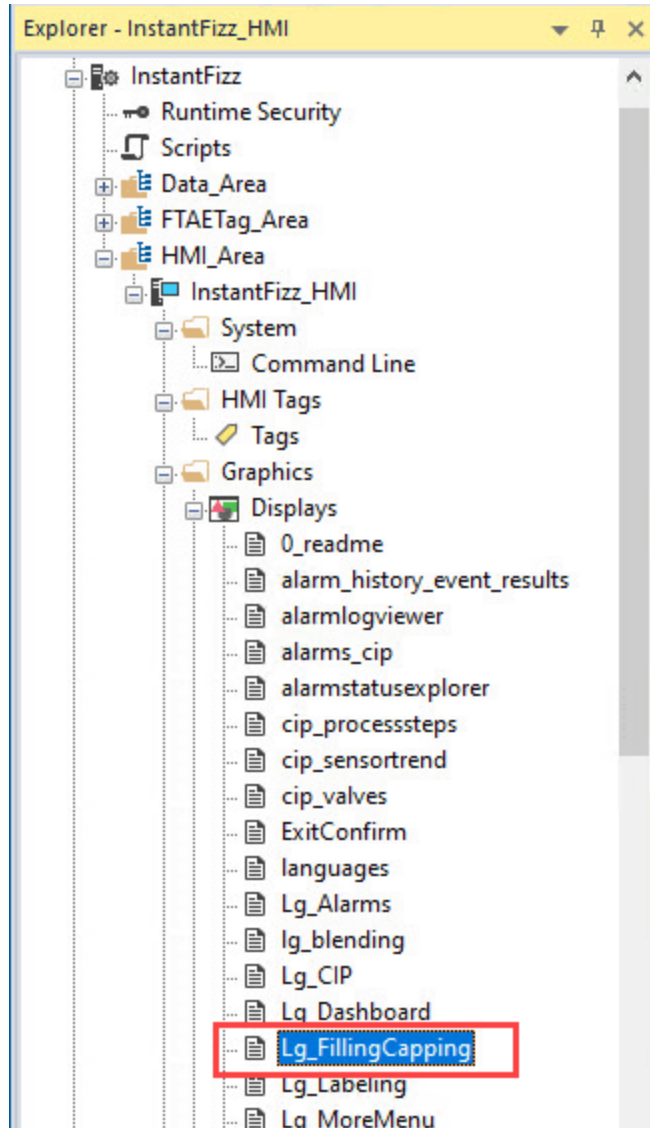 Explorer - InstantFizz_HMI
InstantFizz
Runtime Security
Scripts
Data_Area
FTAETag_Area
HMI_Area
InstantFizz_HMI
System
Command Line
HMI Tags
Tags
Graphics
Displays
0_readme
alarm_history_event_results
alarmlogviewer
alarms_cip
alarmstatusexplorer
cip_processsteps
cip_sensortrend
cip_valves
ExitConfirm
languages
Lg_Alarms
lg_blending
Lg_CIP
Lg_Dashboard
Lg_FillingCapping
Lg_Labeling
Lg_MoreMenu